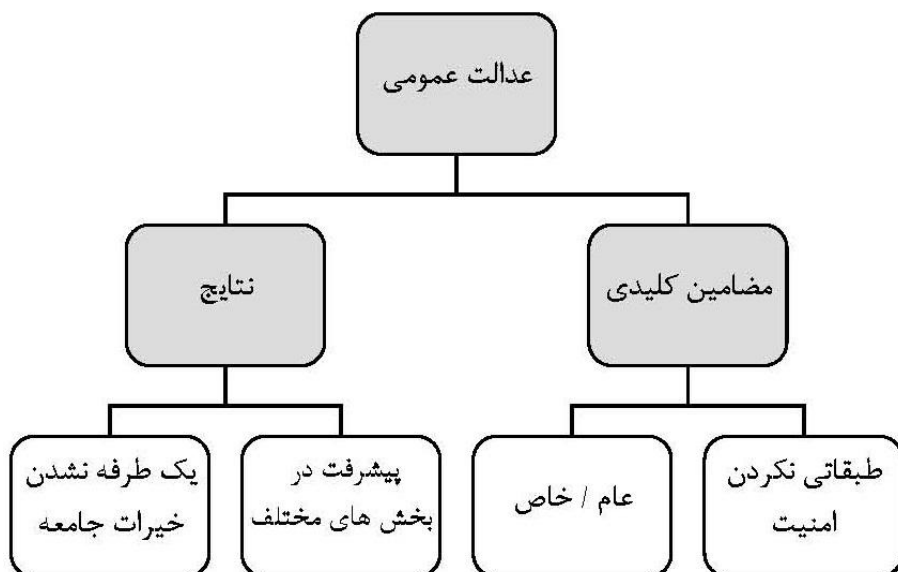 عدالت عمومی
مضامین کلیدی
نتایج
طبقاتی نکردن
امنیت
عام / خاص
پیشرفت در
بخش های مختلف
یک طرفه نشدن
خیرات جامعه